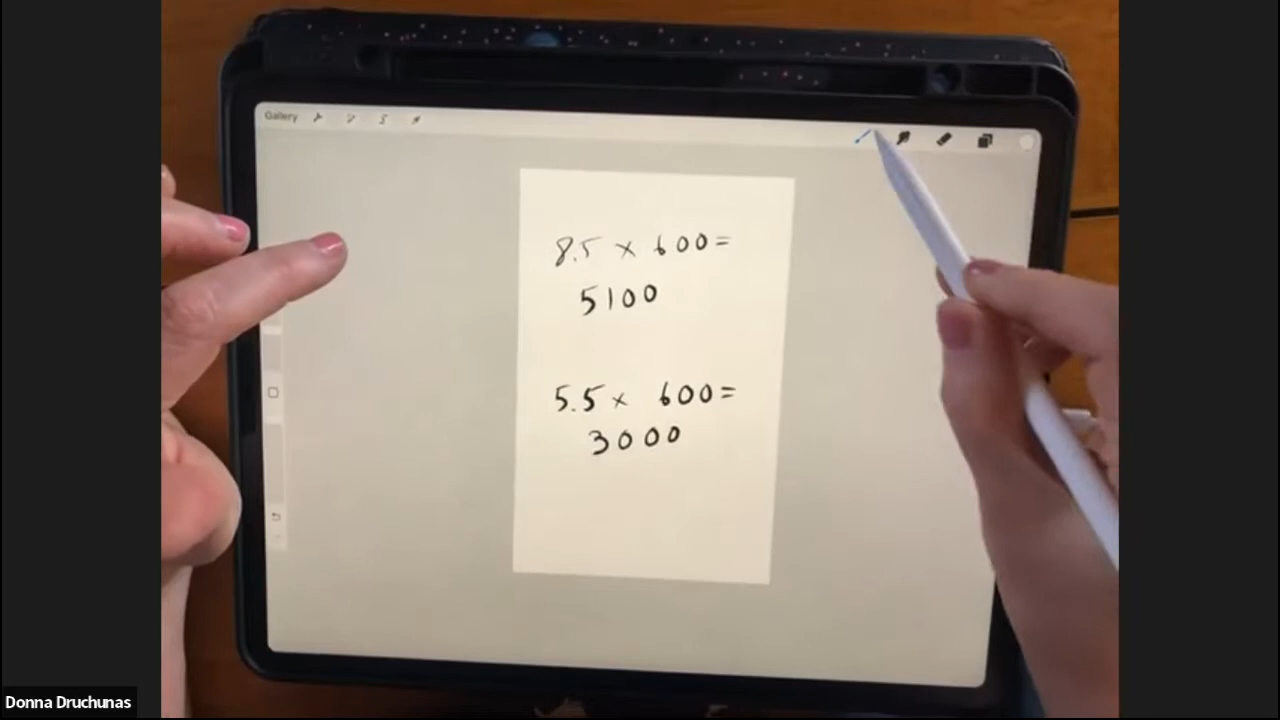 Gallery
8.5 x 600 =
5100
5.5 x 600 =
3000
Donna Druchunas